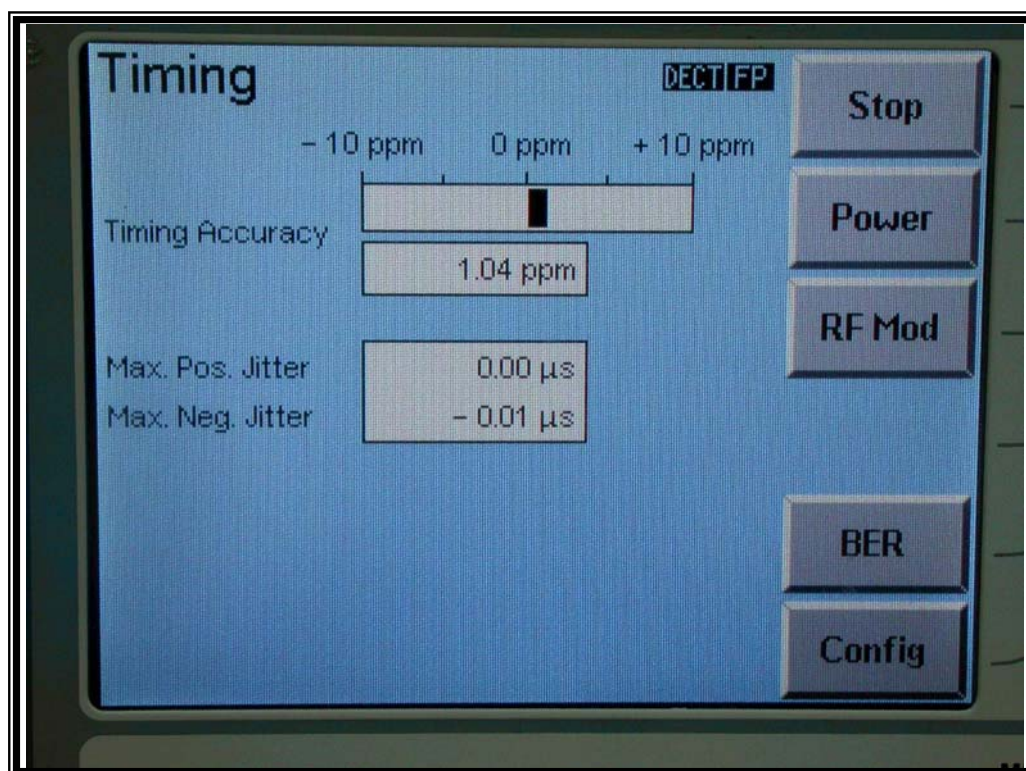 Timing
DECT FP
– 10 ppm 0 ppm + 10 ppm
Timing Accuracy
1.04 ppm
Max. Pos. Jitter 0.00 µs
Max. Neg. Jitter – 0.01 µs
Stop
Power
RF Mod
BER
Config